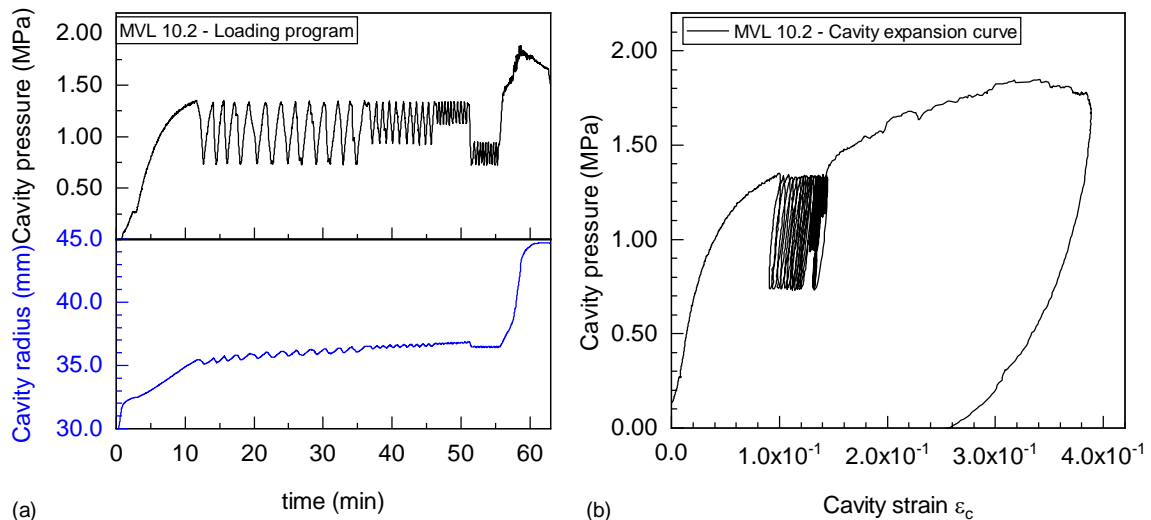 MVL 10.2 - Loading program
Cavity pressure (MPa)
2.00
1.50
1.00
0.50
Cavity radius (mm)
45.0
40.0
35.0
30.0
0 10 20 30 40 50 60
time (min)
(a)
MVL 10.2 - Cavity expansion curve
Cavity pressure (MPa)
2.00
1.50
1.00
0.50
0.00
0.0 1.0x10⁻¹ 2.0x10⁻¹ 3.0x10⁻¹ 4.0x10⁻¹
Cavity strain ε_c
(b)